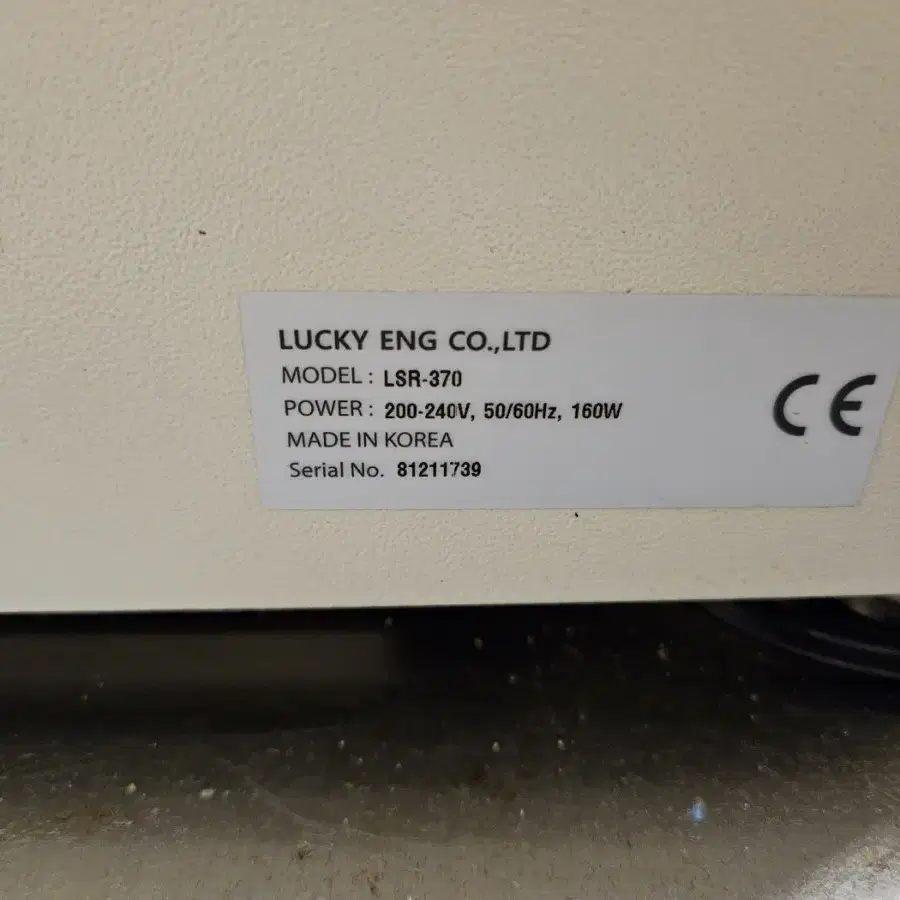 LUCKY ENG CO.,LTD
MODEL : LSR-370
POWER : 200-240V, 50/60Hz, 160W
MADE IN KOREA
Serial No. 81211739
CE